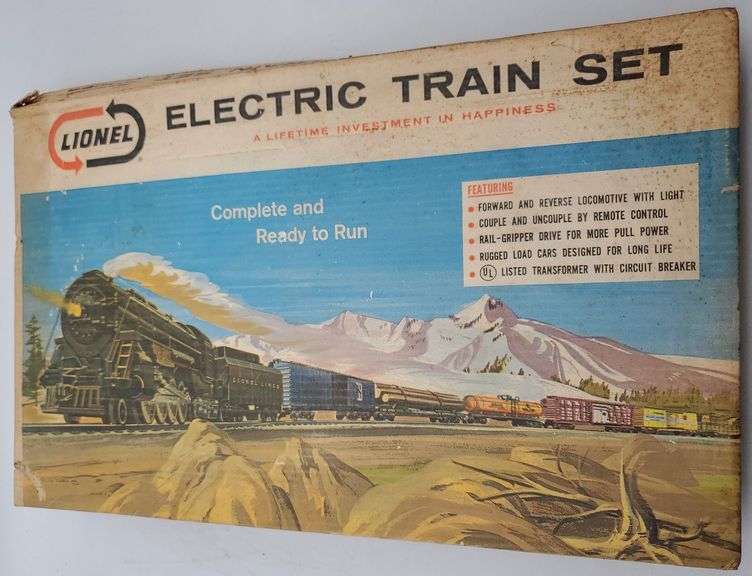 LIONEL
ELECTRIC TRAIN SET
A LIFETIME INVESTMENT IN HAPPINESS
Complete and
Ready to Run
FEATURING
• FORWARD AND REVERSE LOCOMOTIVE WITH LIGHT
• COUPLE AND UNCOUPLE BY REMOTE CONTROL
• RAIL-GRIPPER DRIVE FOR MORE PULL POWER
• RUGGED LOAD CARS DESIGNED FOR LONG LIFE
• UL LISTED TRANSFORMER WITH CIRCUIT BREAKER
LIONEL LINES